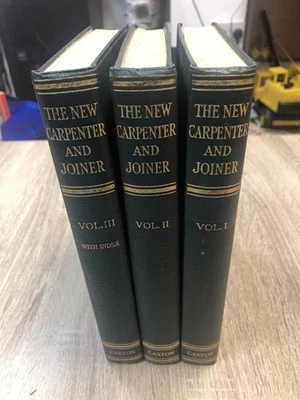 THE NEW
CARPENTER
AND
JOINER
VOL. III
WITH INDEX
CAXTON
THE NEW
CARPENTER
AND
JOINER
VOL. II
CAXTON
THE NEW
CARPENTER
AND
JOINER
VOL. I
CAXTON